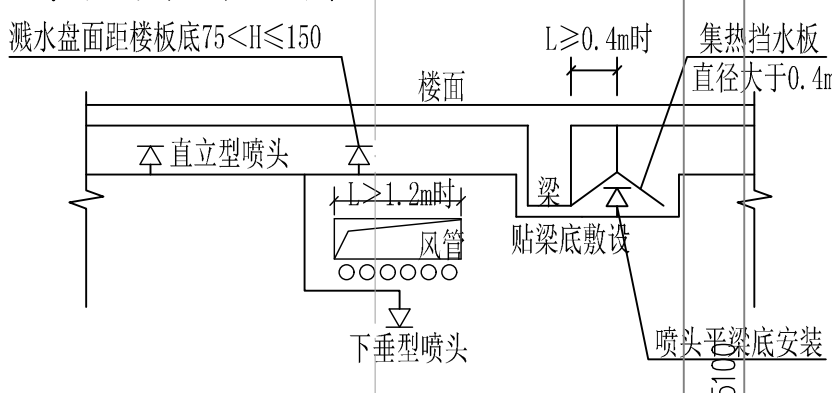 溅水盘面距楼板底75<H≤150
L≥0.4m时
集热挡水板
直径大于0.4m
楼面
直立型喷头
L>1.2m时
梁
风管
贴梁底敷设
下垂型喷头
喷头平梁底安装
5100